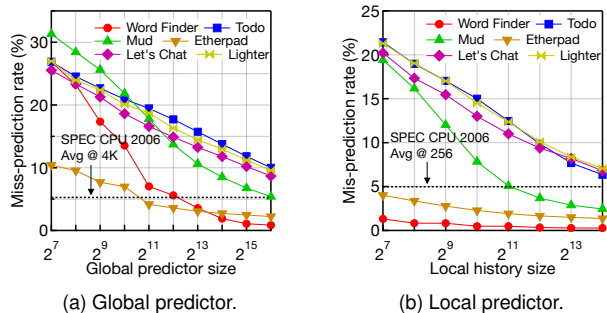 Word Finder Todo
Mud Etherpad
Let's Chat Lighter
Miss-prediction rate (%)
30
20
10
0
SPEC CPU 2006
Avg @ 4K
2^7 2^9 2^11 2^13 2^15
Global predictor size
(a) Global predictor.
Word Finder Todo
Mud Etherpad
Let's Chat Lighter
Mis-prediction rate (%)
25
20
15
10
5
0
SPEC CPU 2006
Avg @ 256
2^7 2^9 2^11 2^13
Local history size
(b) Local predictor.